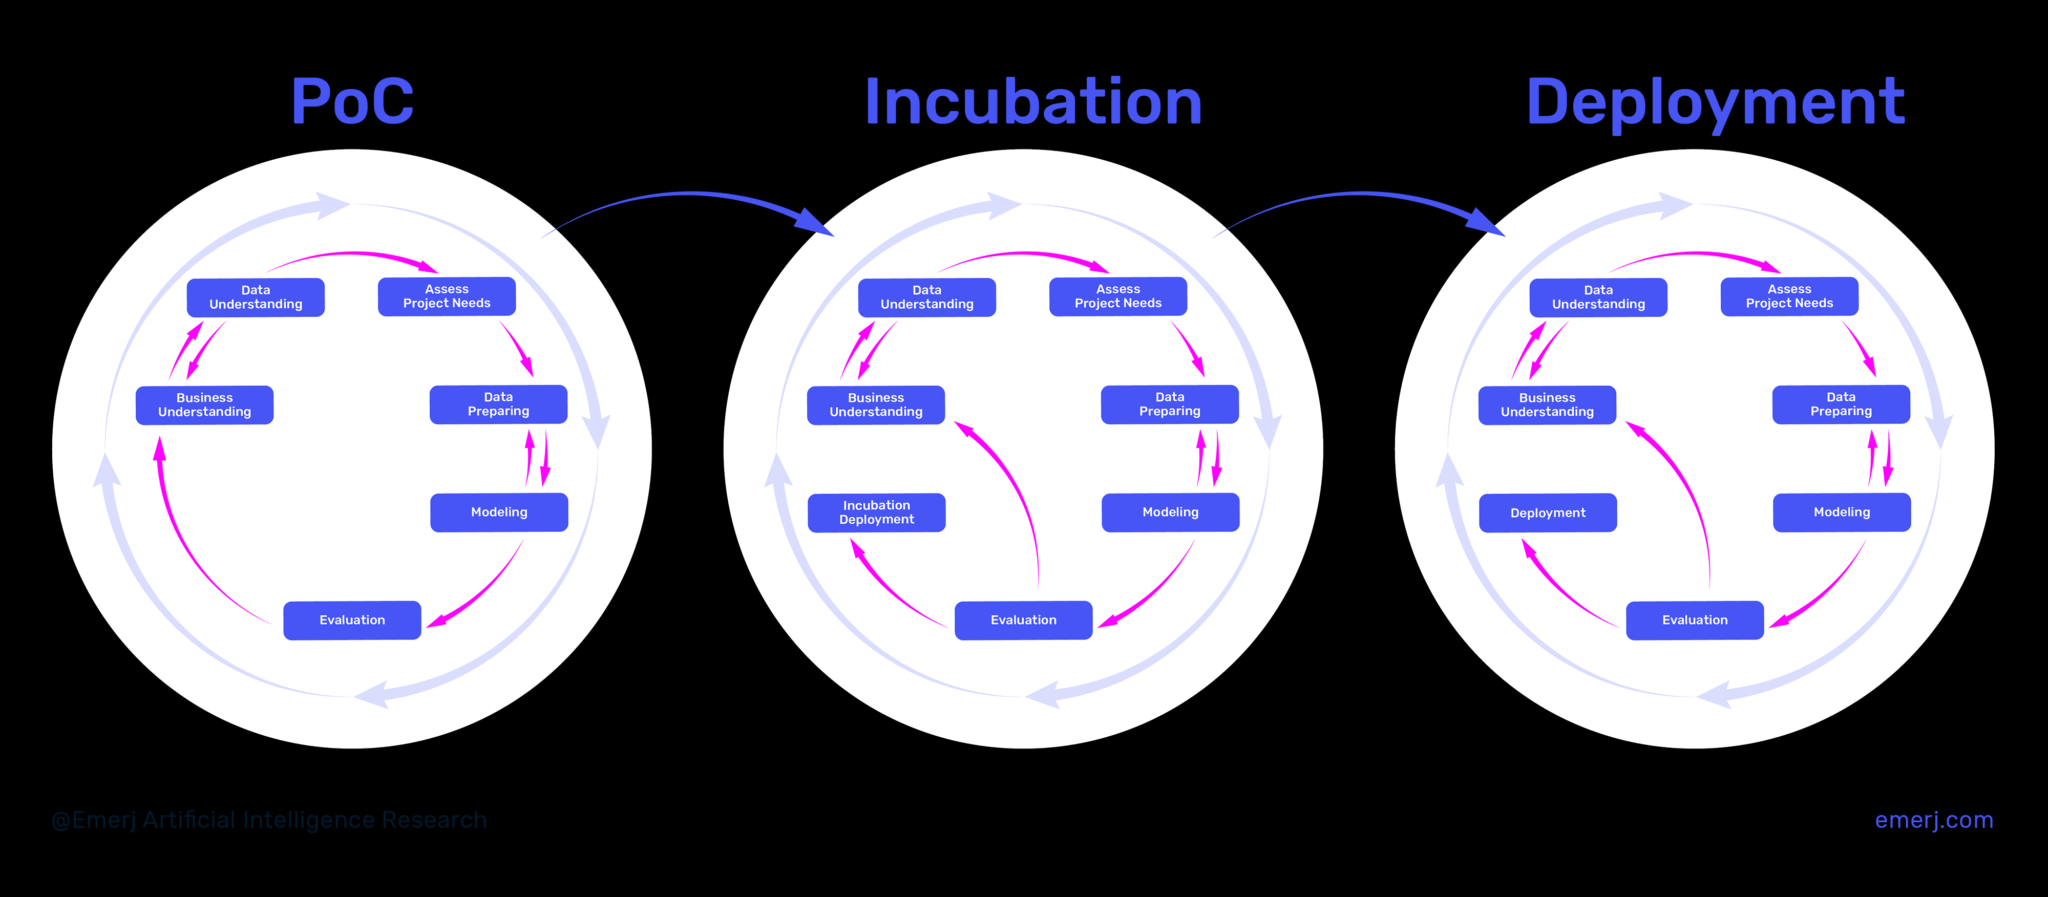 PoC
Data
Understanding
Assess
Project Needs
Business
Understanding
Data
Preparing
Modeling
Evaluation
Incubation
Data
Understanding
Assess
Project Needs
Business
Understanding
Data
Preparing
Incubation
Deployment
Modeling
Evaluation
Deployment
Data
Understanding
Assess
Project Needs
Business
Understanding
Data
Preparing
Deployment
Modeling
Evaluation
@Emerj Artificial Intelligence Research
emerj.com